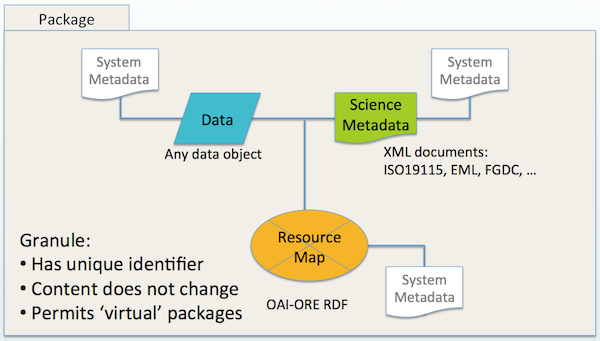 Package
System
Metadata
System
Metadata
Data
Science
Metadata
Any data object
XML documents:
ISO19115, EML, FGDC, ...
Resource
Map
Granule:
• Has unique identifier
• Content does not change
• Permits ‘virtual’ packages
OAI-ORE RDF
System
Metadata